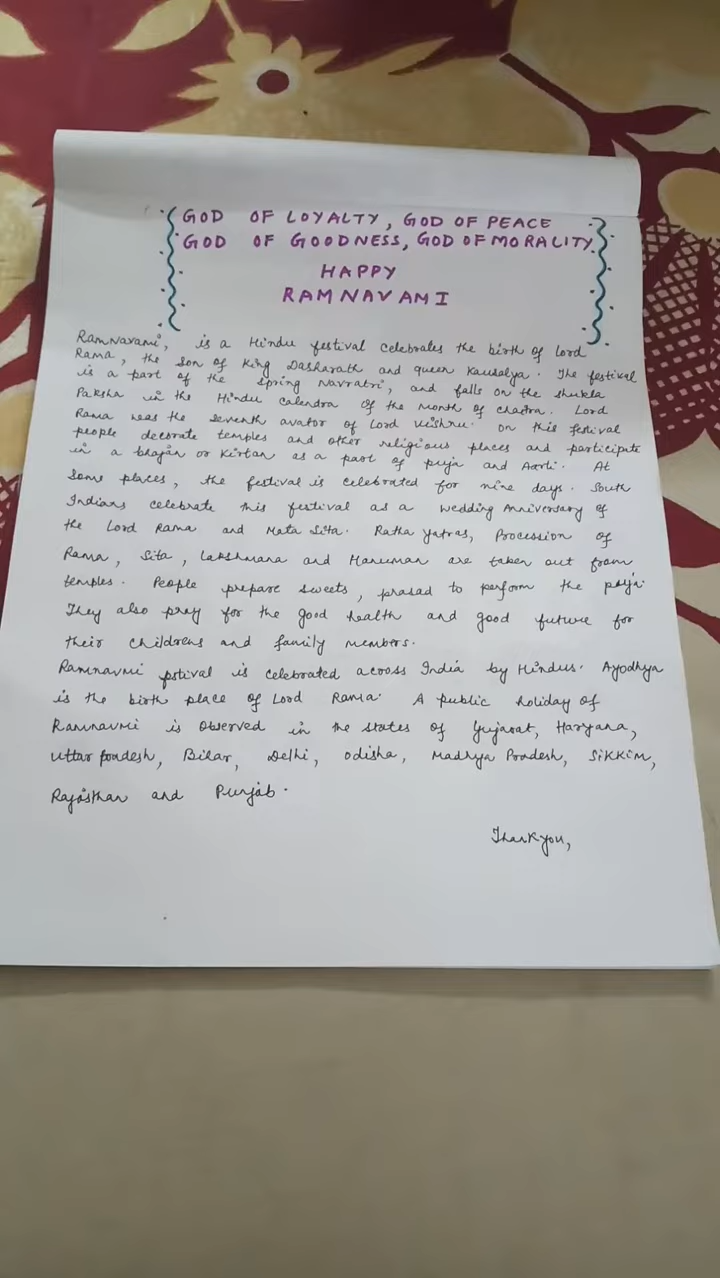 GOD OF LOYALTY, GOD OF PEACE
GOD OF GOODNESS, GOD OF MORALITY
HAPPY
RAMNAVAMI
RamNavami, is a Hindu festival celebrates the birth of Lord
Rama, the son of King Dasharath and queen Kausalya. The festival
is a part of the Spring Navratri, and falls on the shukla
Paksha in the Hindu calendra of the month of chaitra. Lord
Rama was the seventh avator of Lord Vishnu. on this festival
people decorate temples and other religious places and participate
in a bhajan or Kirtan as a part of puja and Aarti. At
some places, the festival is celebrated for nine days. South
Indians celebrate this festival as a wedding Anniversary of
the Lord Rama and Mata Sita. Ratha yatras, Procession of
Rama, Sita, Lakshmana and Hanuman are taken out from
temples. People prepare sweets, prasad to perform the puja.
They also pray for the good health and good future for
their childrens and family members.
Ramnavmi fstival is celebrated across India by Hindus. Ayodhya
is the birth place of Lord Rama. A public holiday of
Ramnavmi is observed in the states of Gujarat, Haryana,
Uttar Pradesh, Bihar, Delhi, odisha, Madhya Pradesh, Sikkim,
Rajasthan and Punjab.
Thankyou,